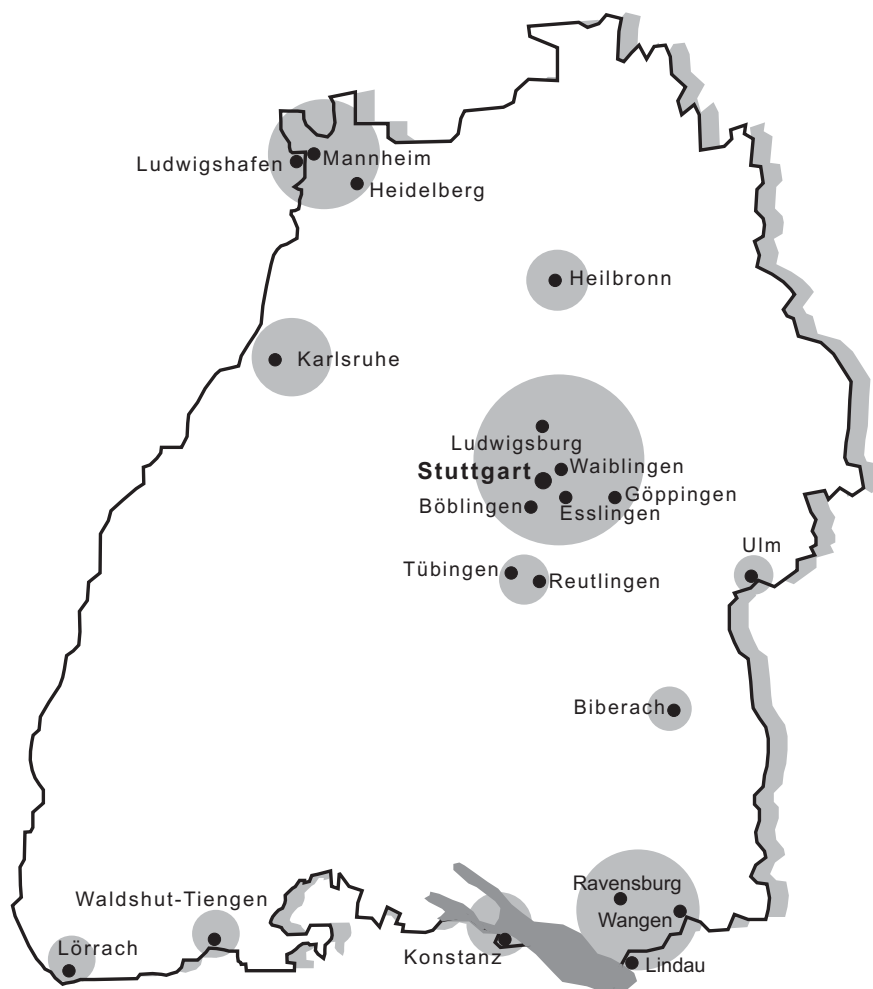 Ludwigshafen
Mannheim
Heidelberg
Heilbronn
Karlsruhe
Ludwigsburg
Stuttgart
Waiblingen
Göppingen
Böblingen
Esslingen
Ulm
Tübingen
Reutlingen
Biberach
Ravensburg
Waldshut-Tiengen
Wangen
Lörrach
Konstanz
Lindau